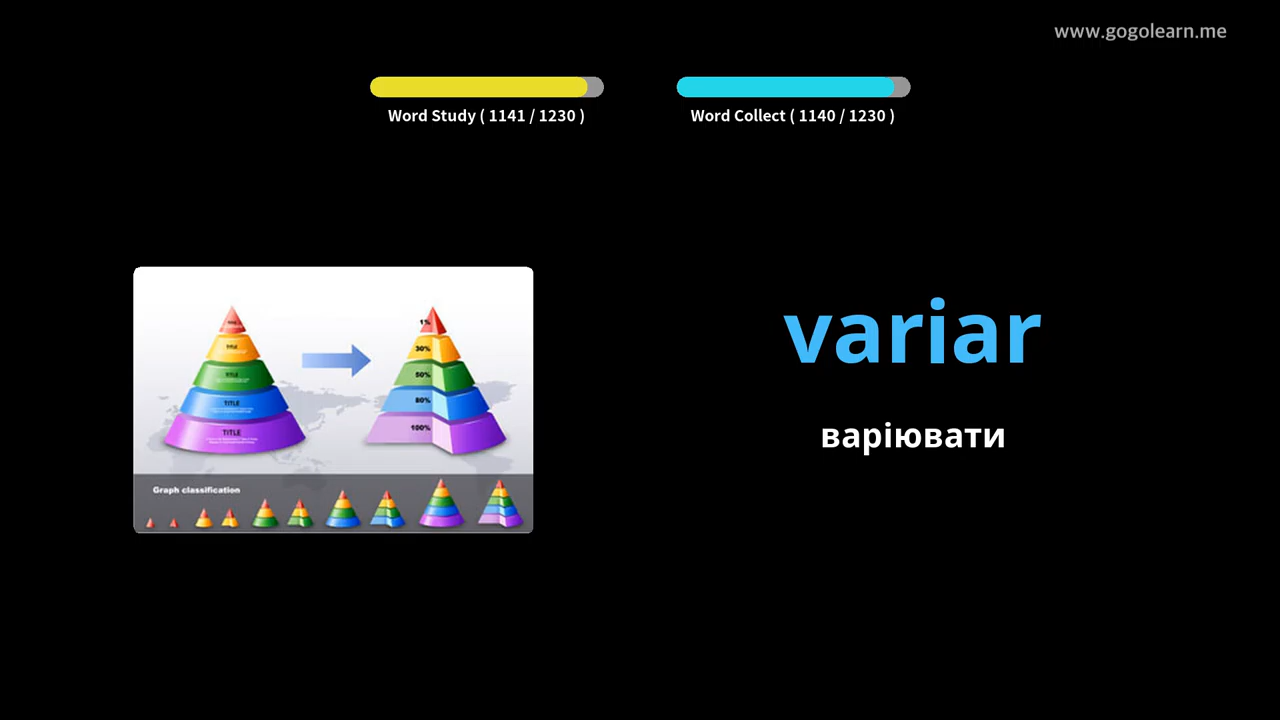 www.gogolearn.me
Word Study ( 1141 / 1230 )
Word Collect ( 1140 / 1230 )
variar
варіювати
TITLE
TITLE
TITLE
TITLE
1%
30%
50%
80%
100%
Graph classification